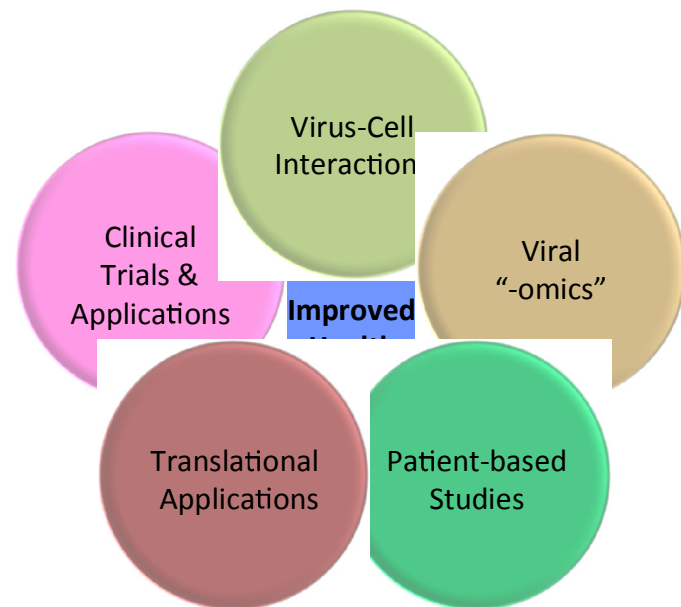 Virus-Cell
Interaction
Clinical
Trials &
Applications
Viral
“-omics”
Improved
Translational
Applications
Patient-based
Studies